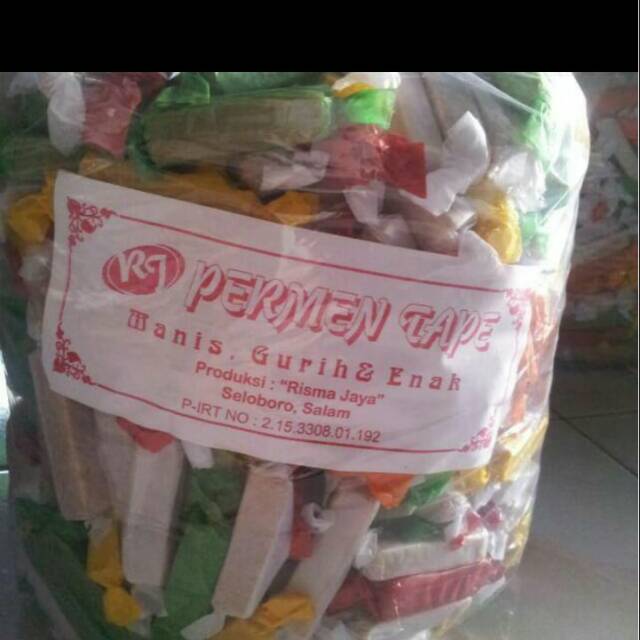 RJ PERMEN TAPE
Manis, Gurih & Enak
Produksi : "Risma Jaya"
Seloboro, Salam
P-IRT NO : 2.15.3308.01.192